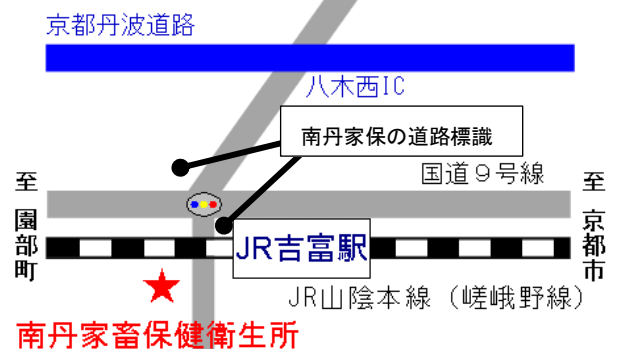 京都丹波道路
八木西IC
南丹家保の道路標識
国道9号線
至園部町
至京都市
JR吉富駅
JR山陰本線（嵯峨野線）
南丹家畜保健衛生所